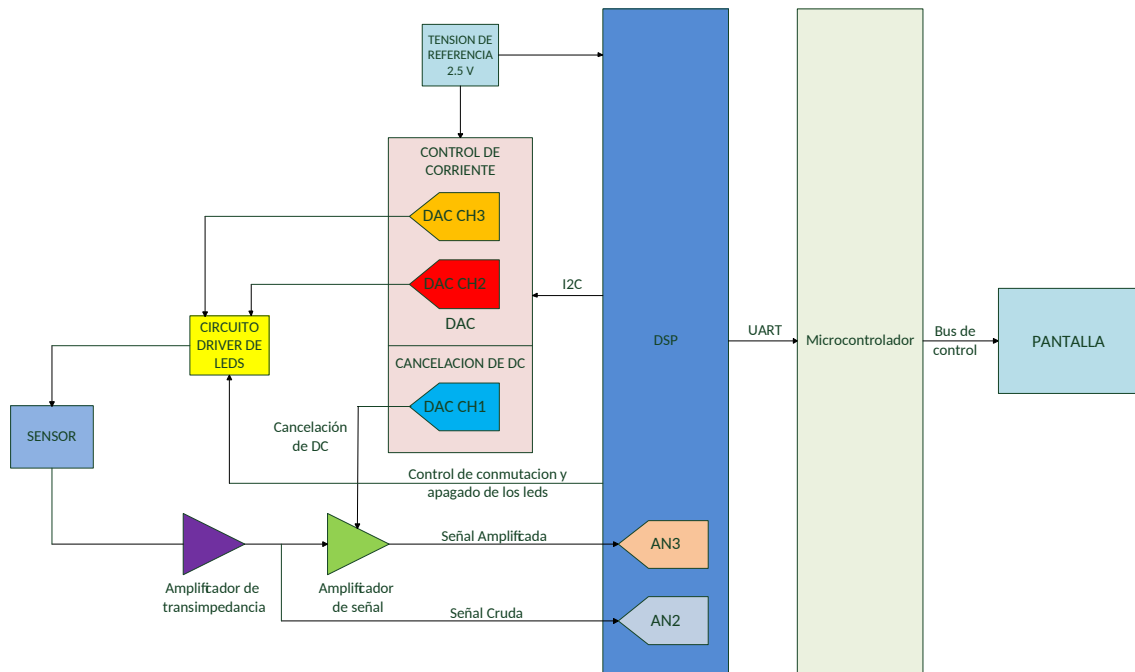 TENSION DE
REFERENCIA
2.5 V
CONTROL DE
CORRIENTE
DAC CH3
DAC CH2
DAC
CANCELACION DE DC
DAC CH1
I2C
CIRCUITO
DRIVER DE
LEDS
SENSOR
Cancelación
de DC
Control de conmutacion y
apagado de los leds
Amplificador de
transimpedancia
Amplificador
de señal
Señal Amplificada
Señal Cruda
AN3
AN2
DSP
UART
Microcontrolador
Bus de
control
PANTALLA